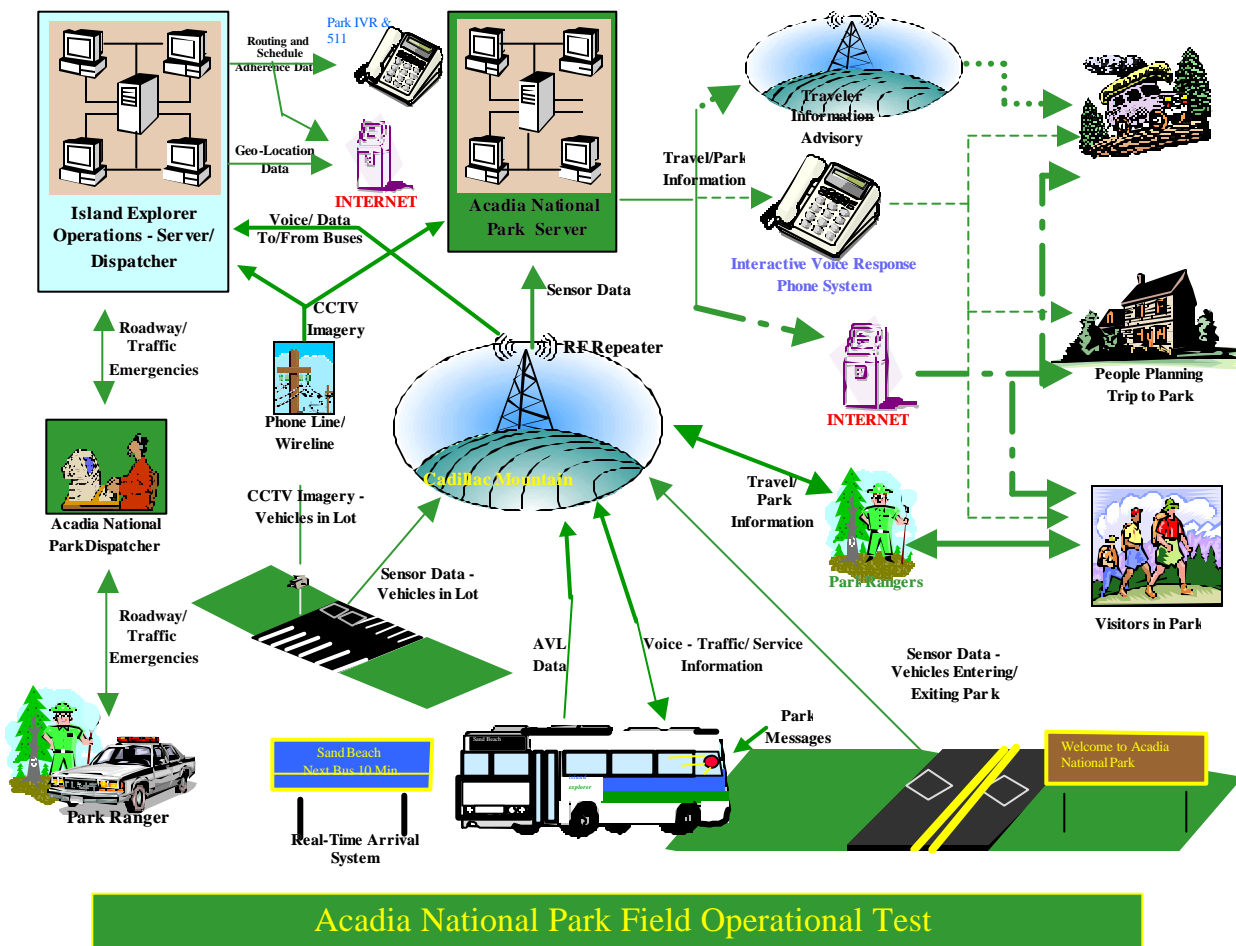 Park IVR &
511
Routing and
Schedule
Adherence Data
Geo-Location
Data
INTERNET
Island Explorer
Operations - Server/
Dispatcher
Acadia National
Park Server
Voice/ Data
To/From Buses
Traveler
Information
Advisory
Travel/Park
Information
Interactive Voice Response
Phone System
Sensor Data
CCTV
Imagery
RF Repeater
Roadway/
Traffic
Emergencies
Phone Line/
Wireline
INTERNET
People Planning
Trip to Park
Cadillac Mountain
CCTV Imagery -
Vehicles in Lot
Travel/
Park
Information
Acadia National
Park Dispatcher
Sensor Data -
Vehicles in Lot
Park Rangers
Visitors in Park
Roadway/
Traffic
Emergencies
AVL
Data
Voice - Traffic/ Service
Information
Sensor Data -
Vehicles Entering/
Exiting Park
Park
Messages
Sand Beach
Next Bus 10 Min
Sand Beach
explorer
Welcome to Acadia
National Park
Park Ranger
Real-Time Arrival
System
Acadia National Park Field Operational Test